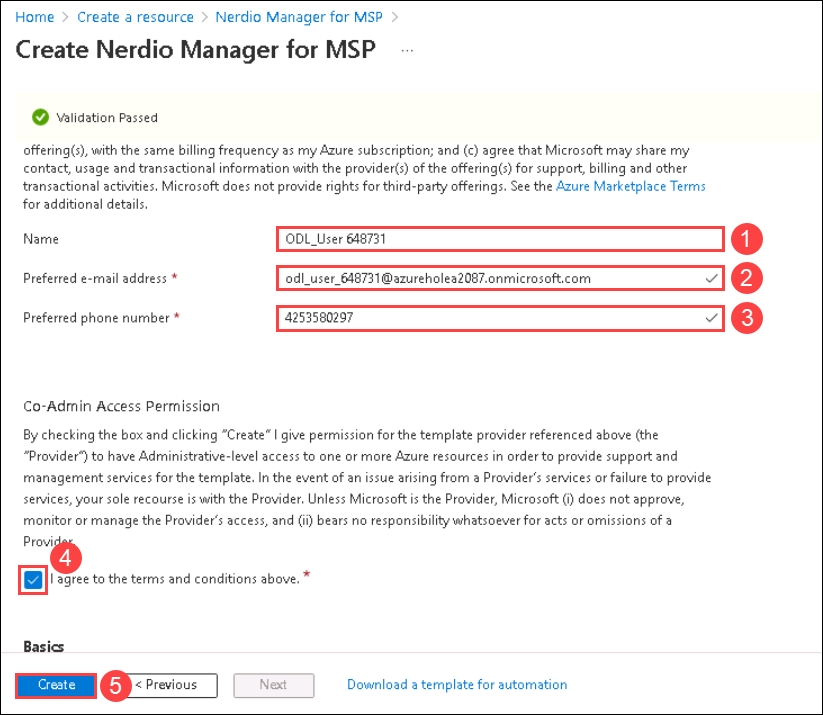 Home > Create a resource > Nerdio Manager for MSP >
Create Nerdio Manager for MSP ...
Validation Passed
offering(s), with the same billing frequency as my Azure subscription; and (c) agree that Microsoft may share my
contact, usage and transactional information with the provider(s) of the offering(s) for support, billing and other
transactional activities. Microsoft does not provide rights for third-party offerings. See the Azure Marketplace Terms
for additional details.
Name ODL_User 648731 1
Preferred e-mail address * odl_user_648731@azureholea2087.onmicrosoft.com 2
Preferred phone number * 4253580297 3
Co-Admin Access Permission
By checking the box and clicking "Create" I give permission for the template provider referenced above (the
"Provider") to have Administrative-level access to one or more Azure resources in order to provide support and
management services for the template. In the event of an issue arising from a Provider's services or failure to provide
services, your sole recourse is with the Provider. Unless Microsoft is the Provider, Microsoft (i) does not approve,
monitor or manage the Provider's access, and (ii) bears no responsibility whatsoever for acts or omissions of a
Provider.
4
I agree to the terms and conditions above. *
Basics
Create 5 < Previous Next Download a template for automation